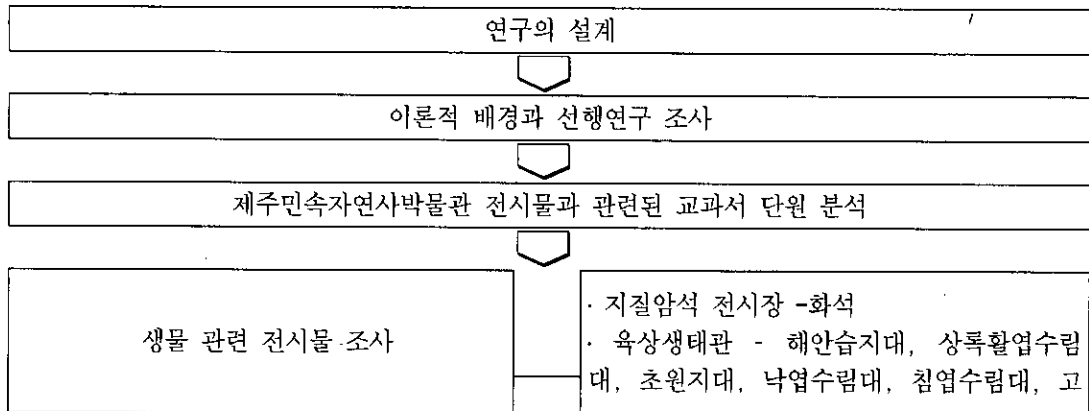 연구의 설계
이론적 배경과 선행연구 조사
제주민속자연사박물관 전시물과 관련된 교과서 단원 분석
생물 관련 전시물 조사
· 지질암석 전시장 -화석
· 육상생태관 - 해안습지대, 상록활엽수림
대, 초원지대, 낙엽수림대, 침엽수림대, 고